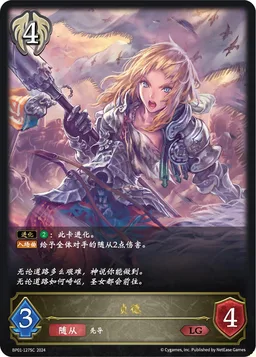 4
进化 2 : 此卡进化。
入场曲 给予全体对手的随从2点伤害。
无论道路多么艰难，神说你能做到。
无论道路如何崎岖，圣女都会前往。
贞德
3
随从 先导
LG
4
BP01-127SC 2024
© Cygames, Inc. Published by NetEase Games